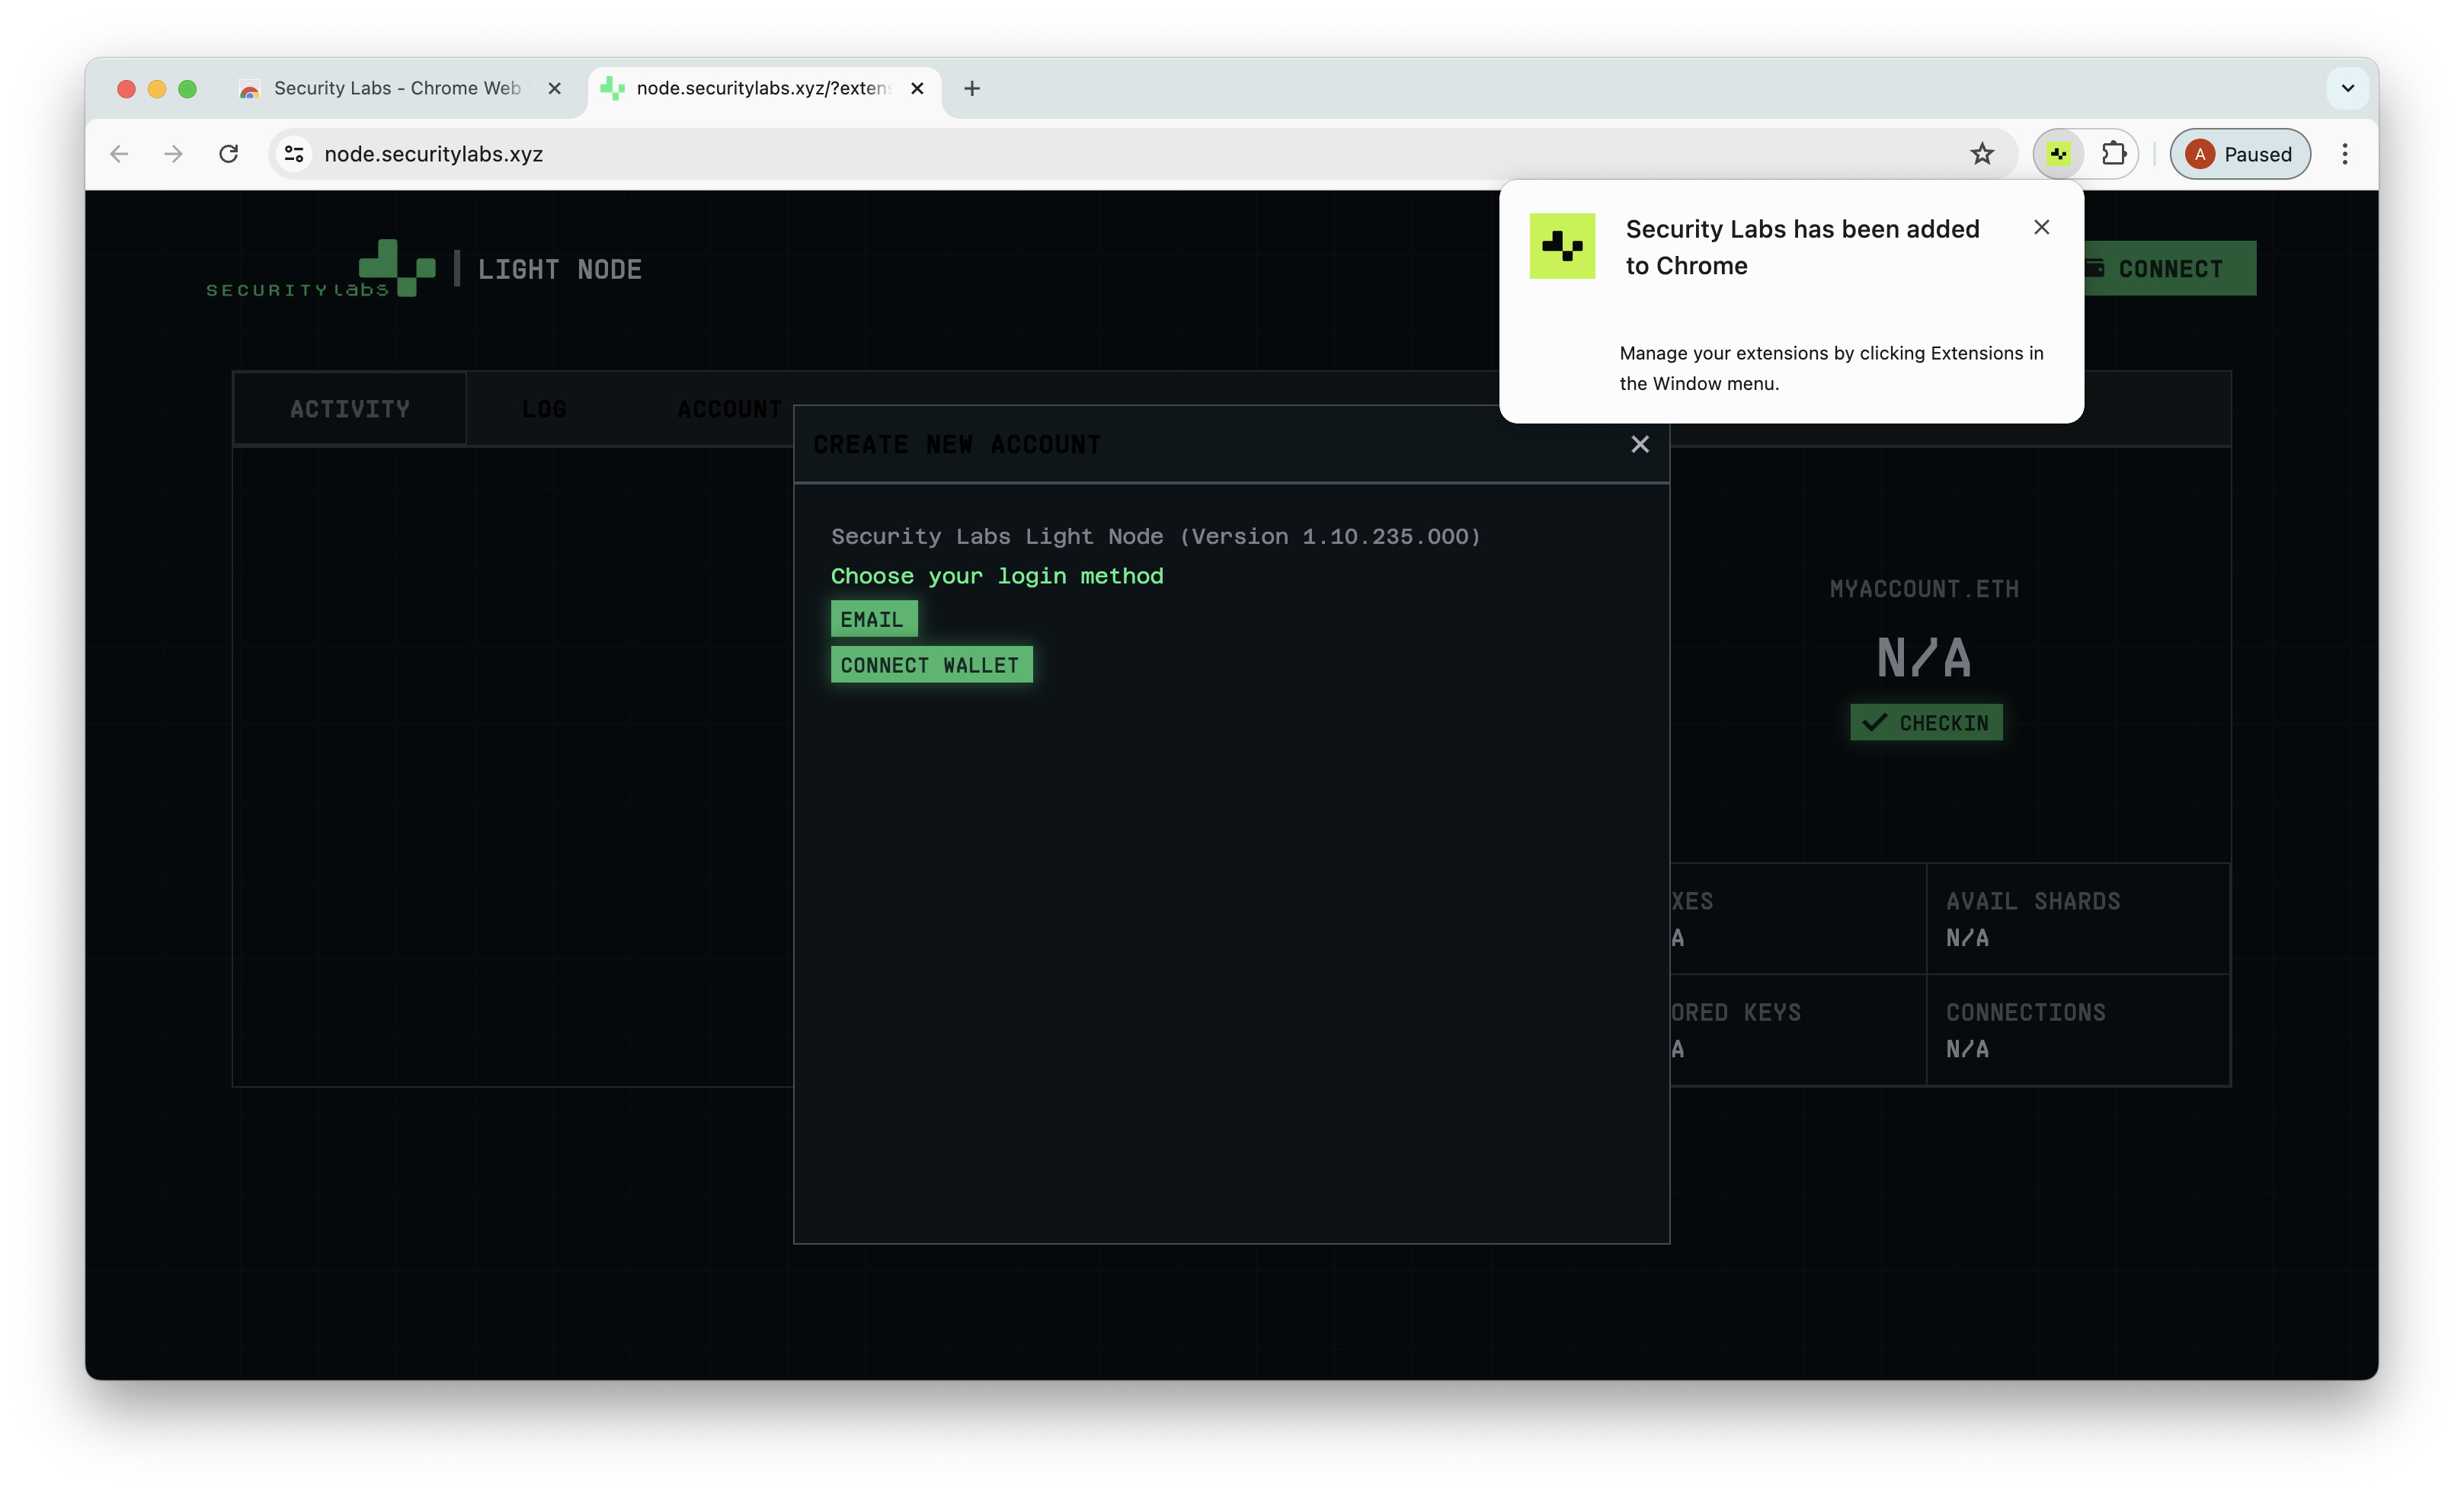 Security Labs - Chrome Web
node.securitylabs.xyz/?exten
node.securitylabs.xyz
A Paused
SECURITY labs
LIGHT NODE
CONNECT
Security Labs has been added
to Chrome
Manage your extensions by clicking Extensions in
the Window menu.
ACTIVITY LOG ACCOUNT
CREATE NEW ACCOUNT
Security Labs Light Node (Version 1.10.235.000)
Choose your login method
EMAIL
CONNECT WALLET
MYACCOUNT.ETH
N/A
CHECKIN
XES
A
AVAIL SHARDS
N/A
ORED KEYS
A
CONNECTIONS
N/A